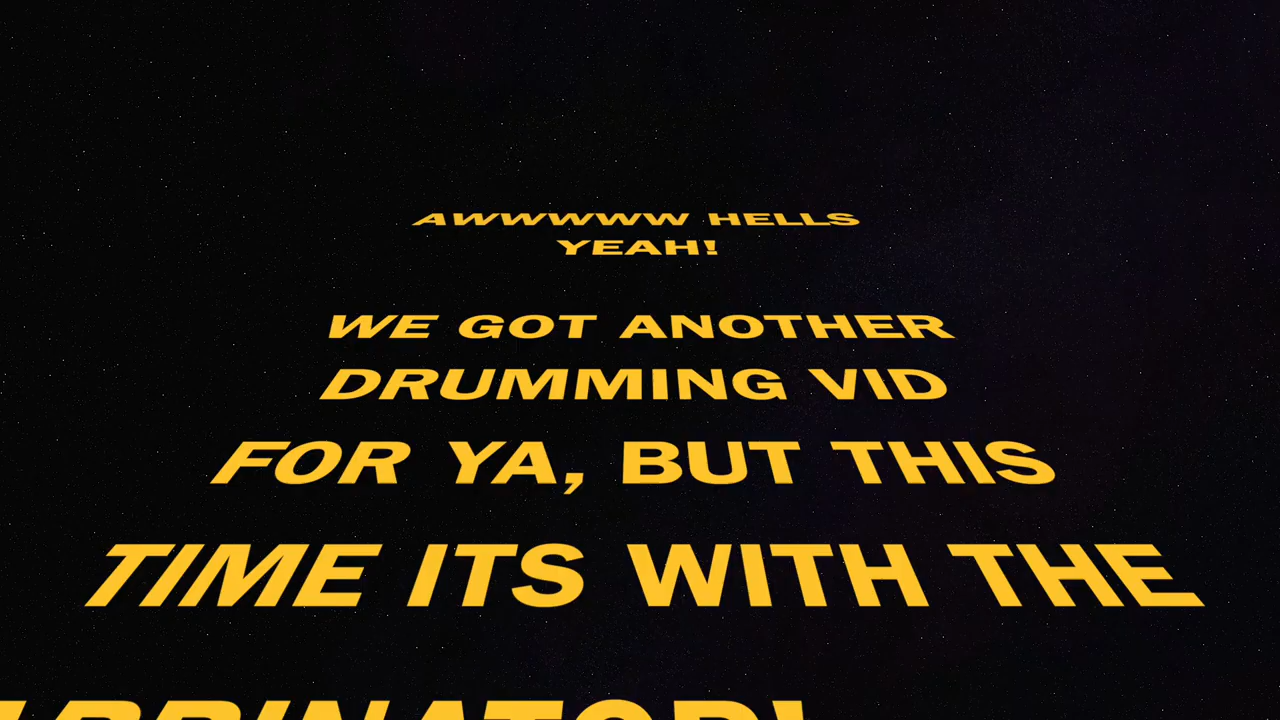 AWWWWW HELLS
YEAH!
WE GOT ANOTHER
DRUMMING VID
FOR YA, BUT THIS
TIME ITS WITH THE